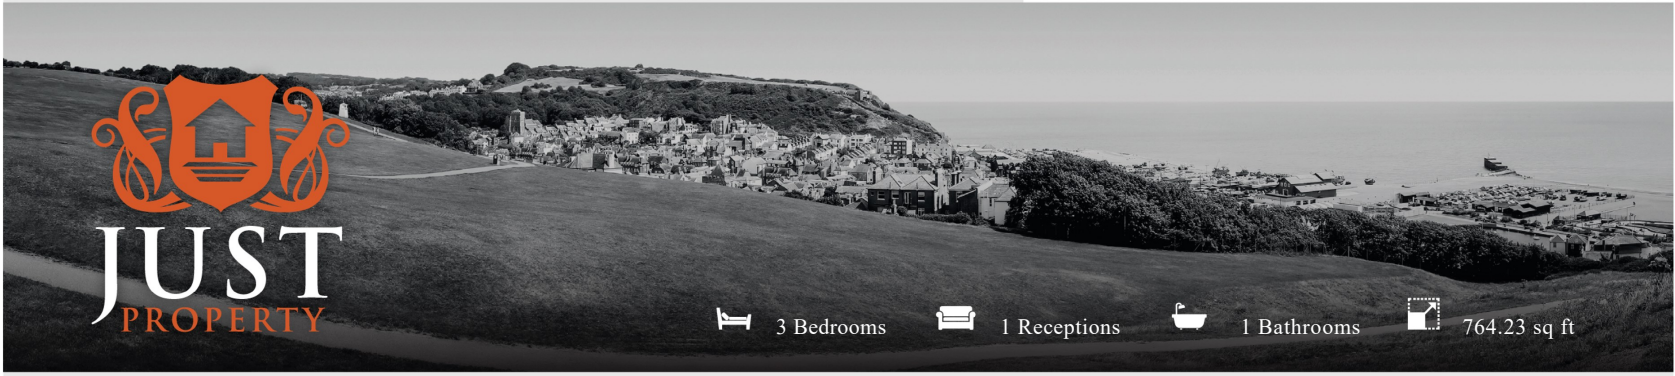 JUST
PROPERTY
3 Bedrooms
1 Receptions
1 Bathrooms
764.23 sq ft